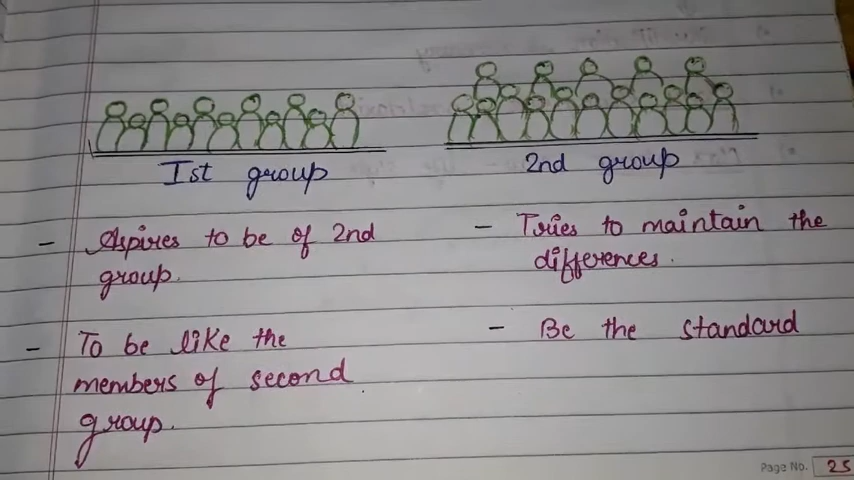 Ist group
2nd group
- Aspires to be of 2nd
group.
- To be like the
members of second
group.
- Tries to maintain the
differences.
- Be the standard
Page No. 25